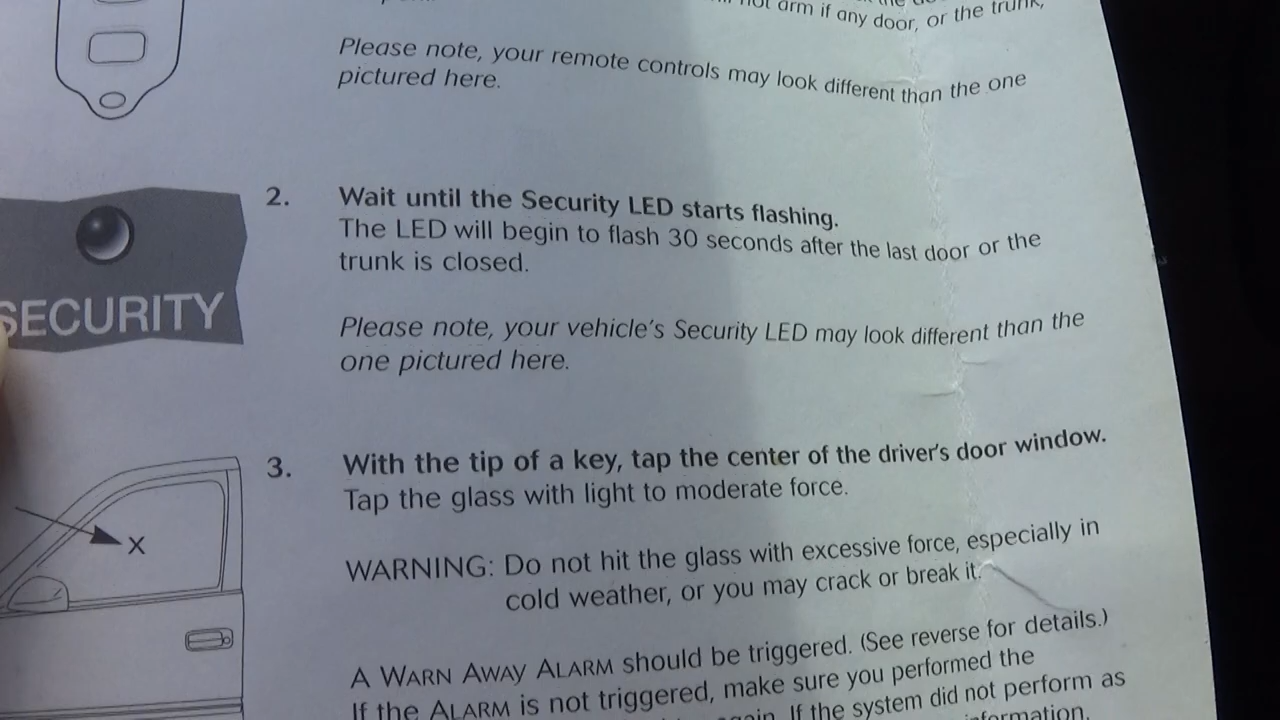 not arm if any door, or the trunk,
Please note, your remote controls may look different than the one
pictured here.
2. Wait until the Security LED starts flashing.
The LED will begin to flash 30 seconds after the last door or the
trunk is closed.
SECURITY
Please note, your vehicle's Security LED may look different than the
one pictured here.
3. With the tip of a key, tap the center of the driver's door window.
Tap the glass with light to moderate force.
X
WARNING: Do not hit the glass with excessive force, especially in
cold weather, or you may crack or break it.
A WARN AWAY ALARM should be triggered. (See reverse for details.)
If the ALARM is not triggered, make sure you performed the
again. If the system did not perform as
information.